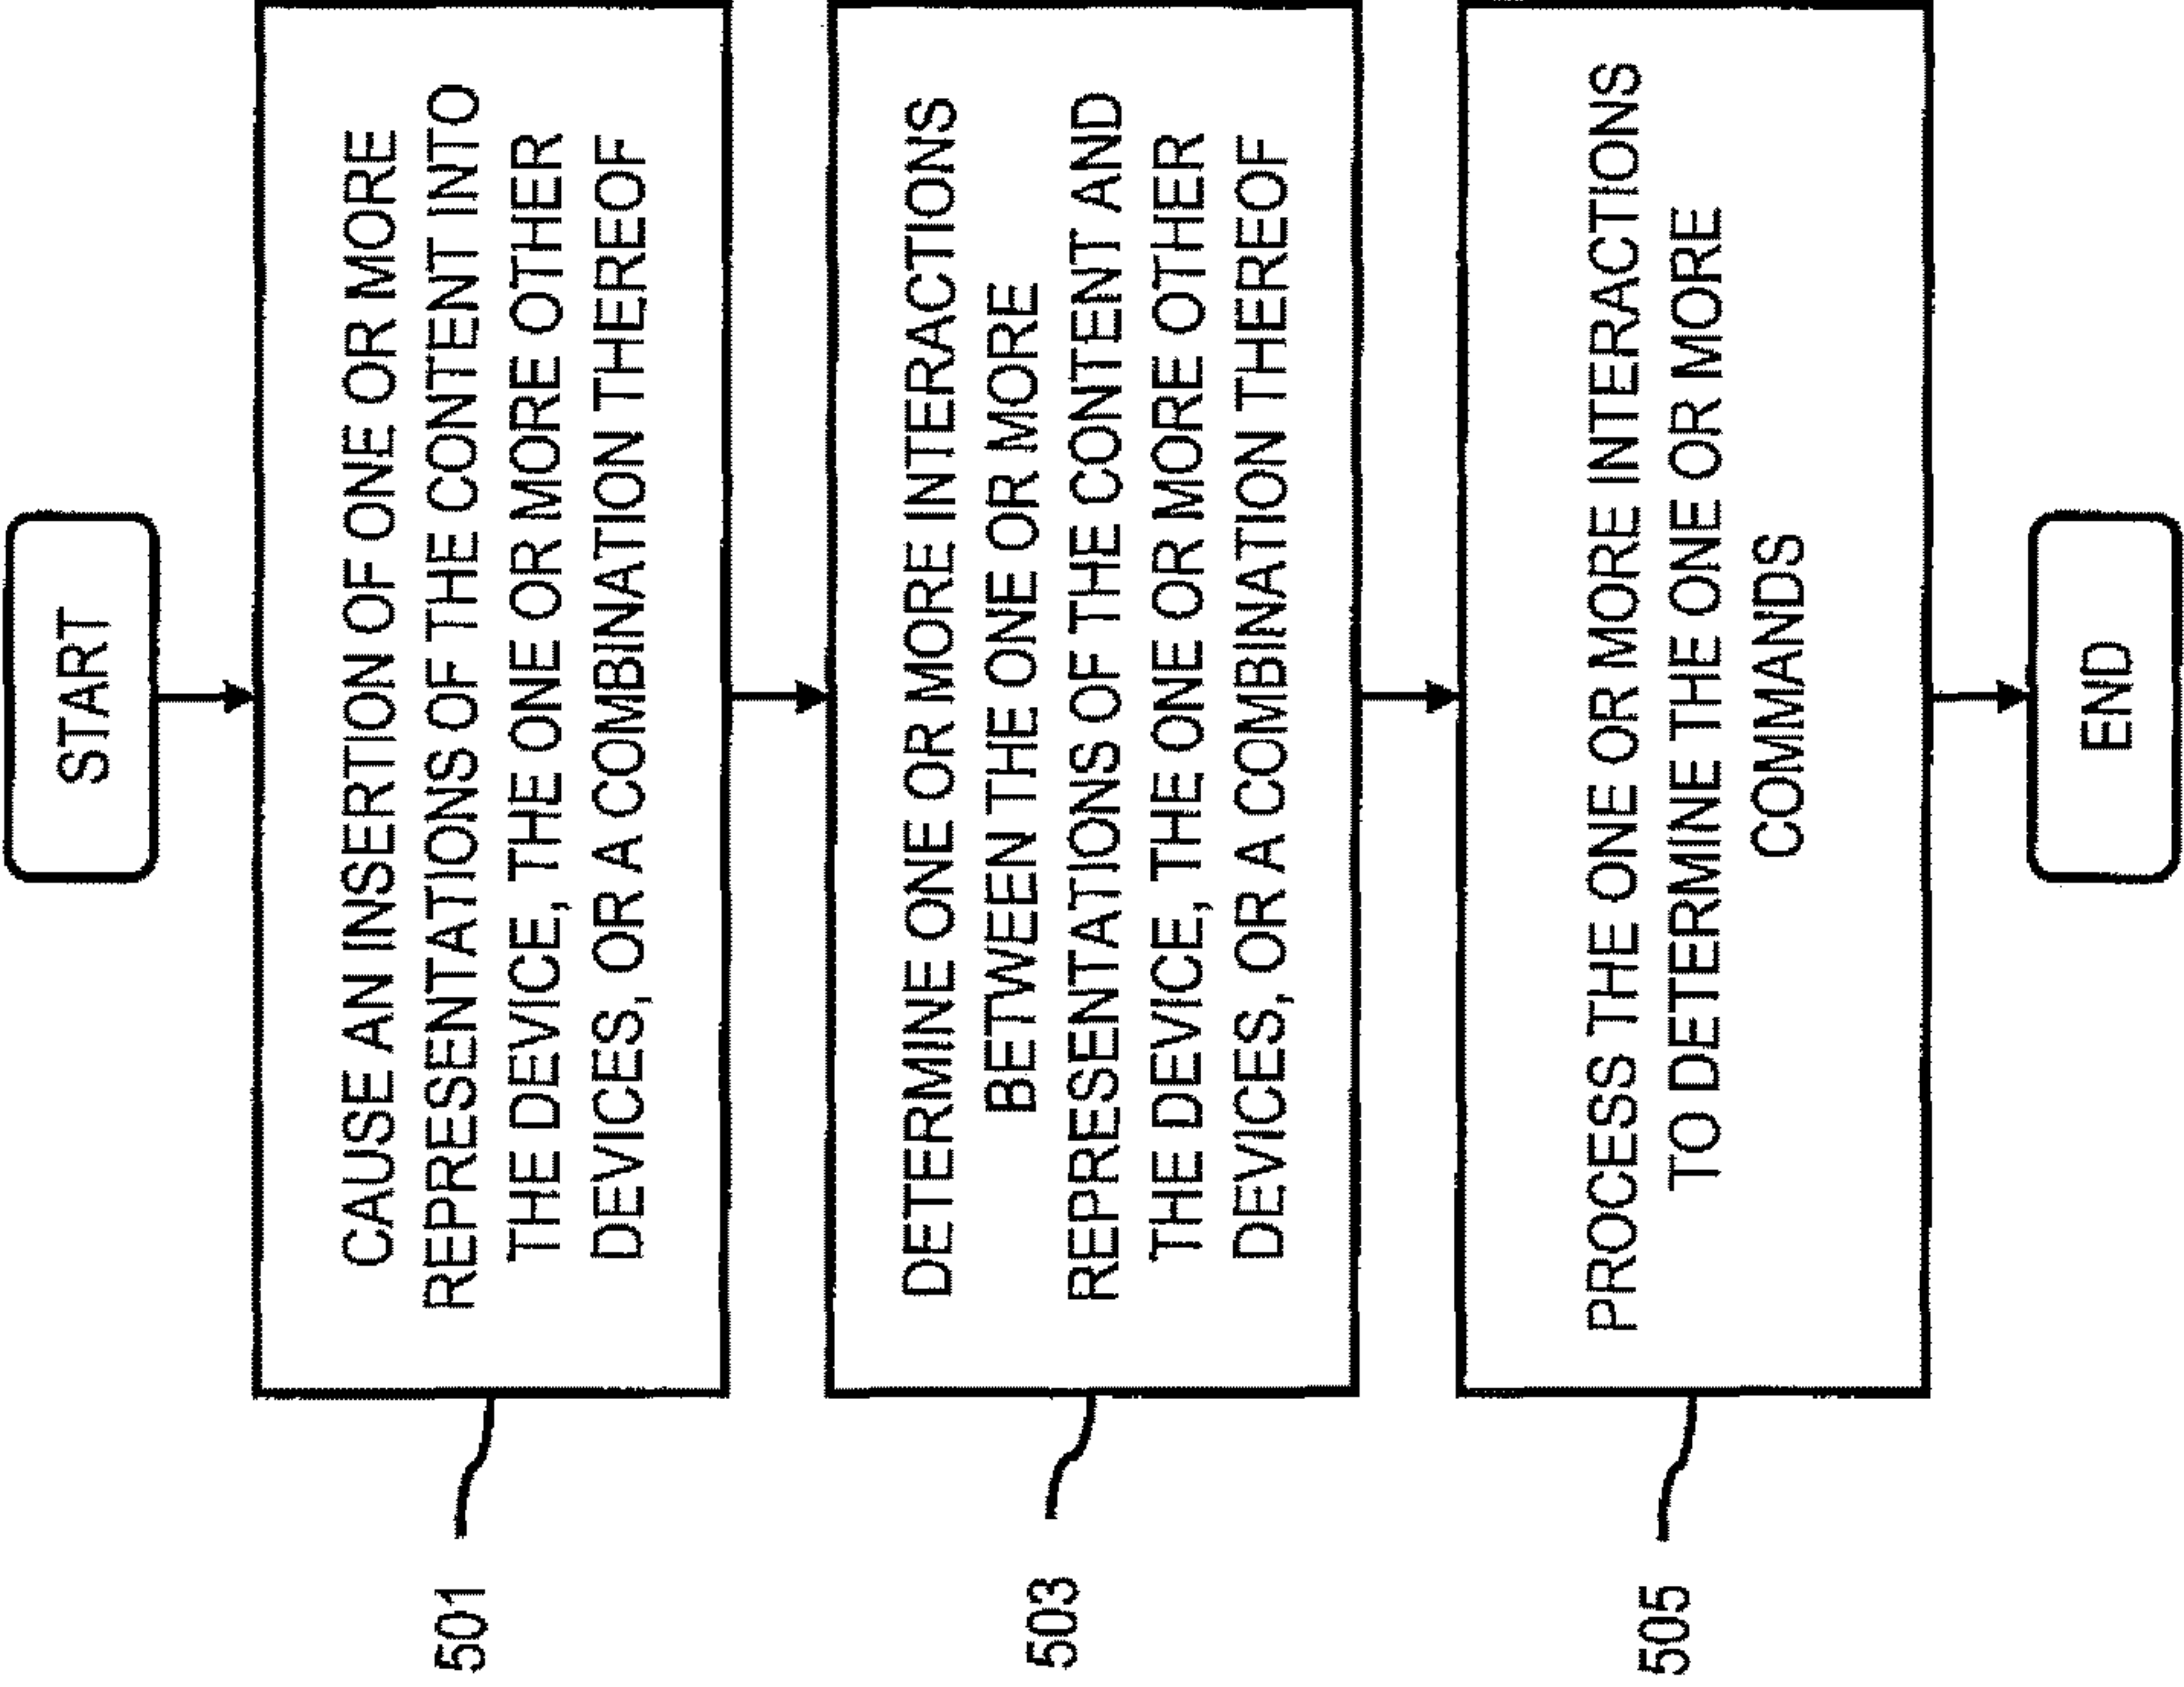 START
CAUSE AN INSERTION OF ONE OR MORE
REPRESENTATIONS OF THE CONTENT INTO
THE DEVICE, THE ONE OR MORE OTHER
DEVICES, OR A COMBINATION THEREOF
501
DETERMINE ONE OR MORE INTERACTIONS
BETWEEN THE ONE OR MORE
REPRESENTATIONS OF THE CONTENT AND
THE DEVICE, THE ONE OR MORE OTHER
DEVICES, OR A COMBINATION THEREOF
503
PROCESS THE ONE OR MORE INTERACTIONS
TO DETERMINE THE ONE OR MORE
COMMANDS
505
END